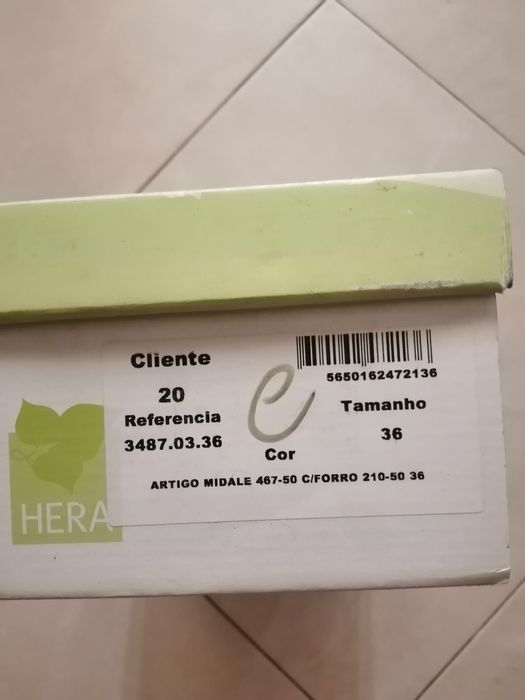 Cliente
20
Referencia
3487.03.36
5650162472136
Tamanho
36
Cor
C
ARTIGO MIDALE 467-50 C/FORRO 210-50 36
HERA